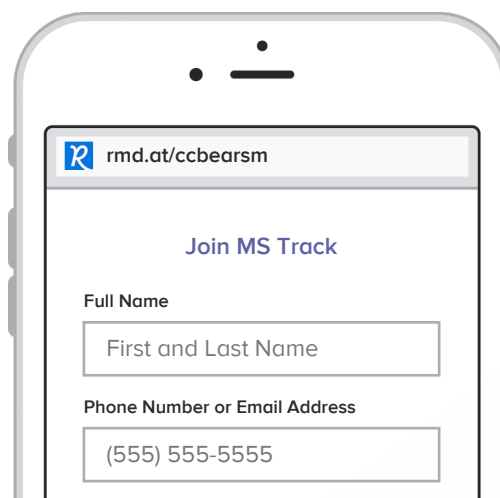 rmd.at/ccbearsm
Join MS Track
Full Name
First and Last Name
Phone Number or Email Address
(555) 555-5555